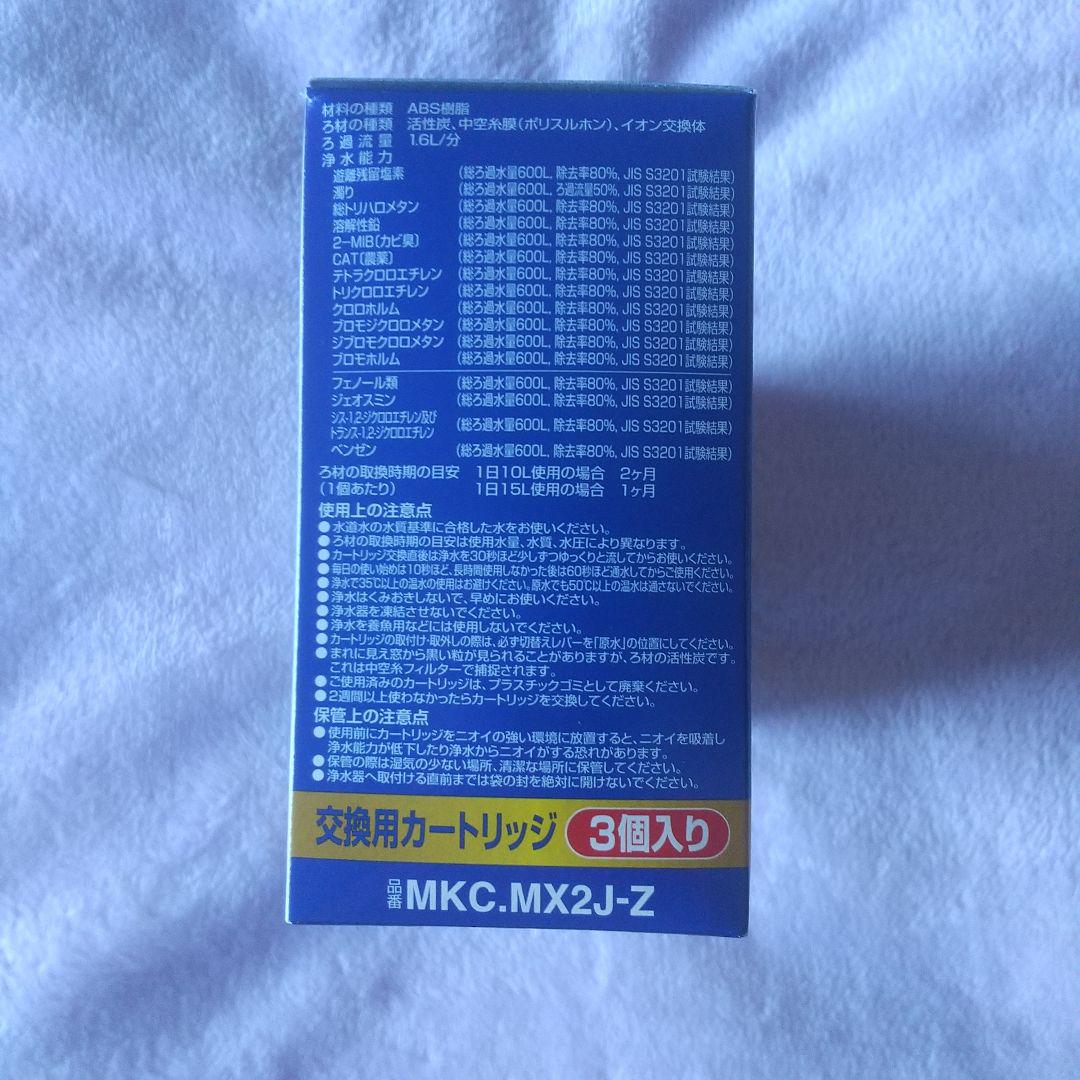 材料の種類 ABS樹脂
ろ材の種類 活性炭、中空糸膜(ポリスルホン)、イオン交換体
ろ過流量 1.6L/分
浄水能力
遊離残留塩素 (総ろ過水量600L, 除去率80%, JIS S3201試験結果)
濁り (総ろ過水量600L, ろ過流量50%, JIS S3201試験結果)
総トリハロメタン (総ろ過水量600L, 除去率80%, JIS S3201試験結果)
溶解性鉛 (総ろ過水量600L, 除去率80%, JIS S3201試験結果)
2-MIB〔カビ臭〕 (総ろ過水量600L, 除去率80%, JIS S3201試験結果)
CAT〔農薬〕 (総ろ過水量600L, 除去率80%, JIS S3201試験結果)
テトラクロロエチレン (総ろ過水量600L, 除去率80%, JIS S3201試験結果)
トリクロロエチレン (総ろ過水量600L, 除去率80%, JIS S3201試験結果)
クロロホルム (総ろ過水量600L, 除去率80%, JIS S3201試験結果)
ブロモジクロロメタン (総ろ過水量600L, 除去率80%, JIS S3201試験結果)
ジブロモクロロメタン (総ろ過水量600L, 除去率80%, JIS S3201試験結果)
ブロモホルム (総ろ過水量600L, 除去率80%, JIS S3201試験結果)
フェノール類 (総ろ過水量600L, 除去率80%, JIS S3201試験結果)
ジェオスミン (総ろ過水量600L, 除去率80%, JIS S3201試験結果)
シス-1,2-ジクロロエチレン及び
トランス-1,2-ジクロロエチレン (総ろ過水量600L, 除去率80%, JIS S3201試験結果)
ベンゼン (総ろ過水量600L, 除去率80%, JIS S3201試験結果)
ろ材の取換時期の目安 1日10L使用の場合 2ヶ月
(1個あたり) 1日15L使用の場合 1ヶ月
使用上の注意点
●水道水の水質基準に合格した水をお使いください。
●ろ材の取換時期の目安は使用水量、水質、水圧により異なります。
●カートリッジ交換直後は浄水を30秒ほど少しずつゆっくりと流してからお使いください。
●毎日の使い始めは10秒ほど、長時間使用しなかった後は60秒ほど通水してからご使用ください。
●浄水で35℃以上の温水の使用はお避けください。原水でも50℃以上の温水は通さないでください。
●浄水はくみおきしないで、早めにお使いください。
●浄水器を凍結させないでください。
●浄水を養魚用などには使用しないでください。
●カートリッジの取付け・取外しの際は、必ず切替えレバーを「原水」の位置にしてください。
●まれに見え窓から黒い粒が見られることがありますが、ろ材の活性炭です。
これは中空糸フィルターで捕捉されます。
●ご使用済みのカートリッジは、プラスチックゴミとして廃棄ください。
●2週間以上使わなかったらカートリッジを交換してください。
保管上の注意点
●使用前にカートリッジをニオイの強い環境に放置すると、ニオイを吸着し
浄水能力が低下したり浄水からニオイがする恐れがあります。
●保管の際は湿気の少ない場所、清潔な場所に保管してください。
●浄水器へ取付ける直前までは袋の封を絶対に開けないでください。
交換用カートリッジ 3個入り
品番 MKC.MX2J-Z